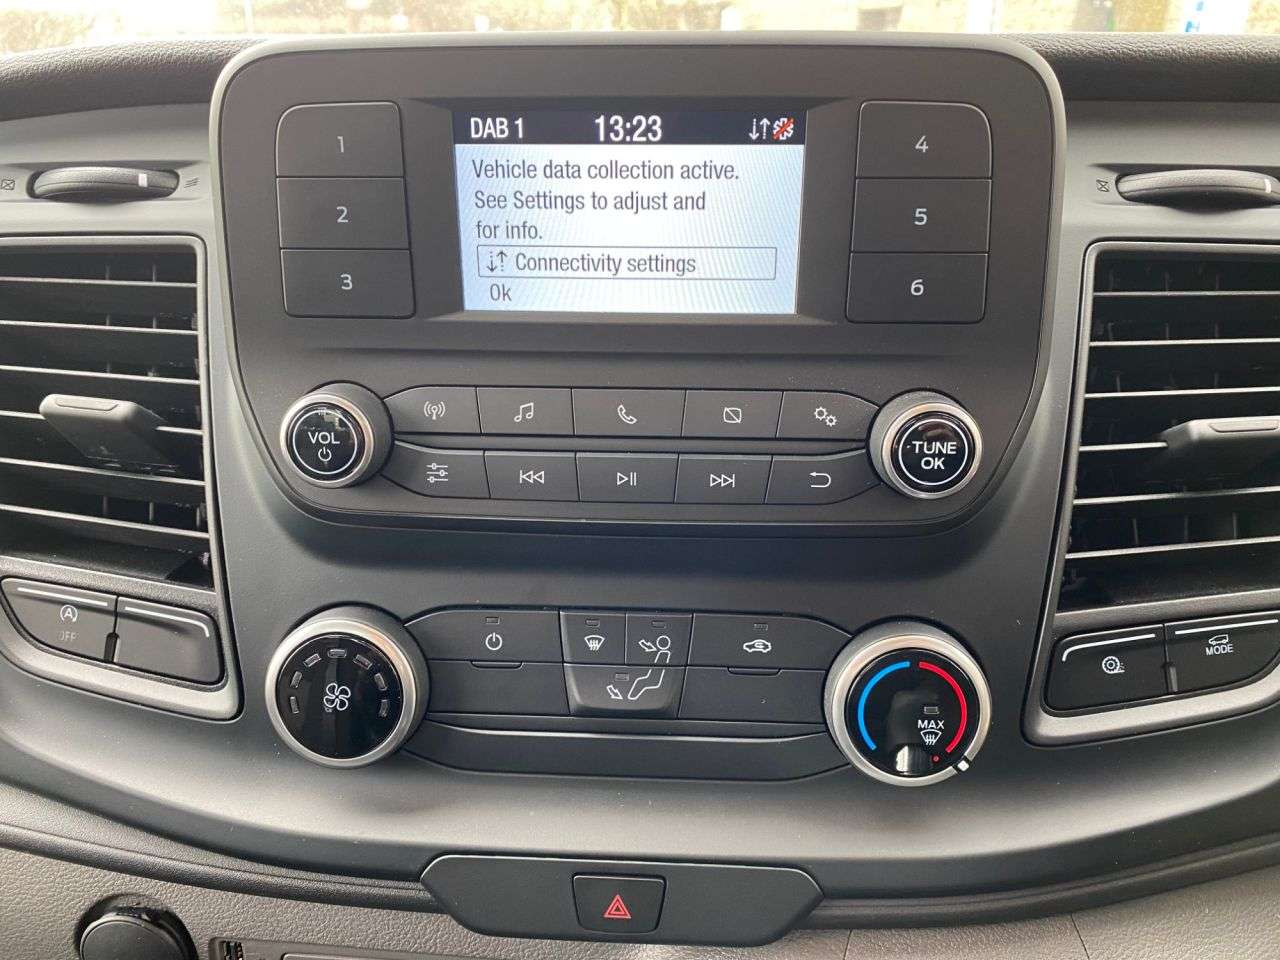 DAB 1 13:23
Vehicle data collection active.
See Settings to adjust and
for info.
Connectivity settings
Ok
1
2
3
4
5
6
VOL
TUNE
OK
A
OFF
MODE
MAX